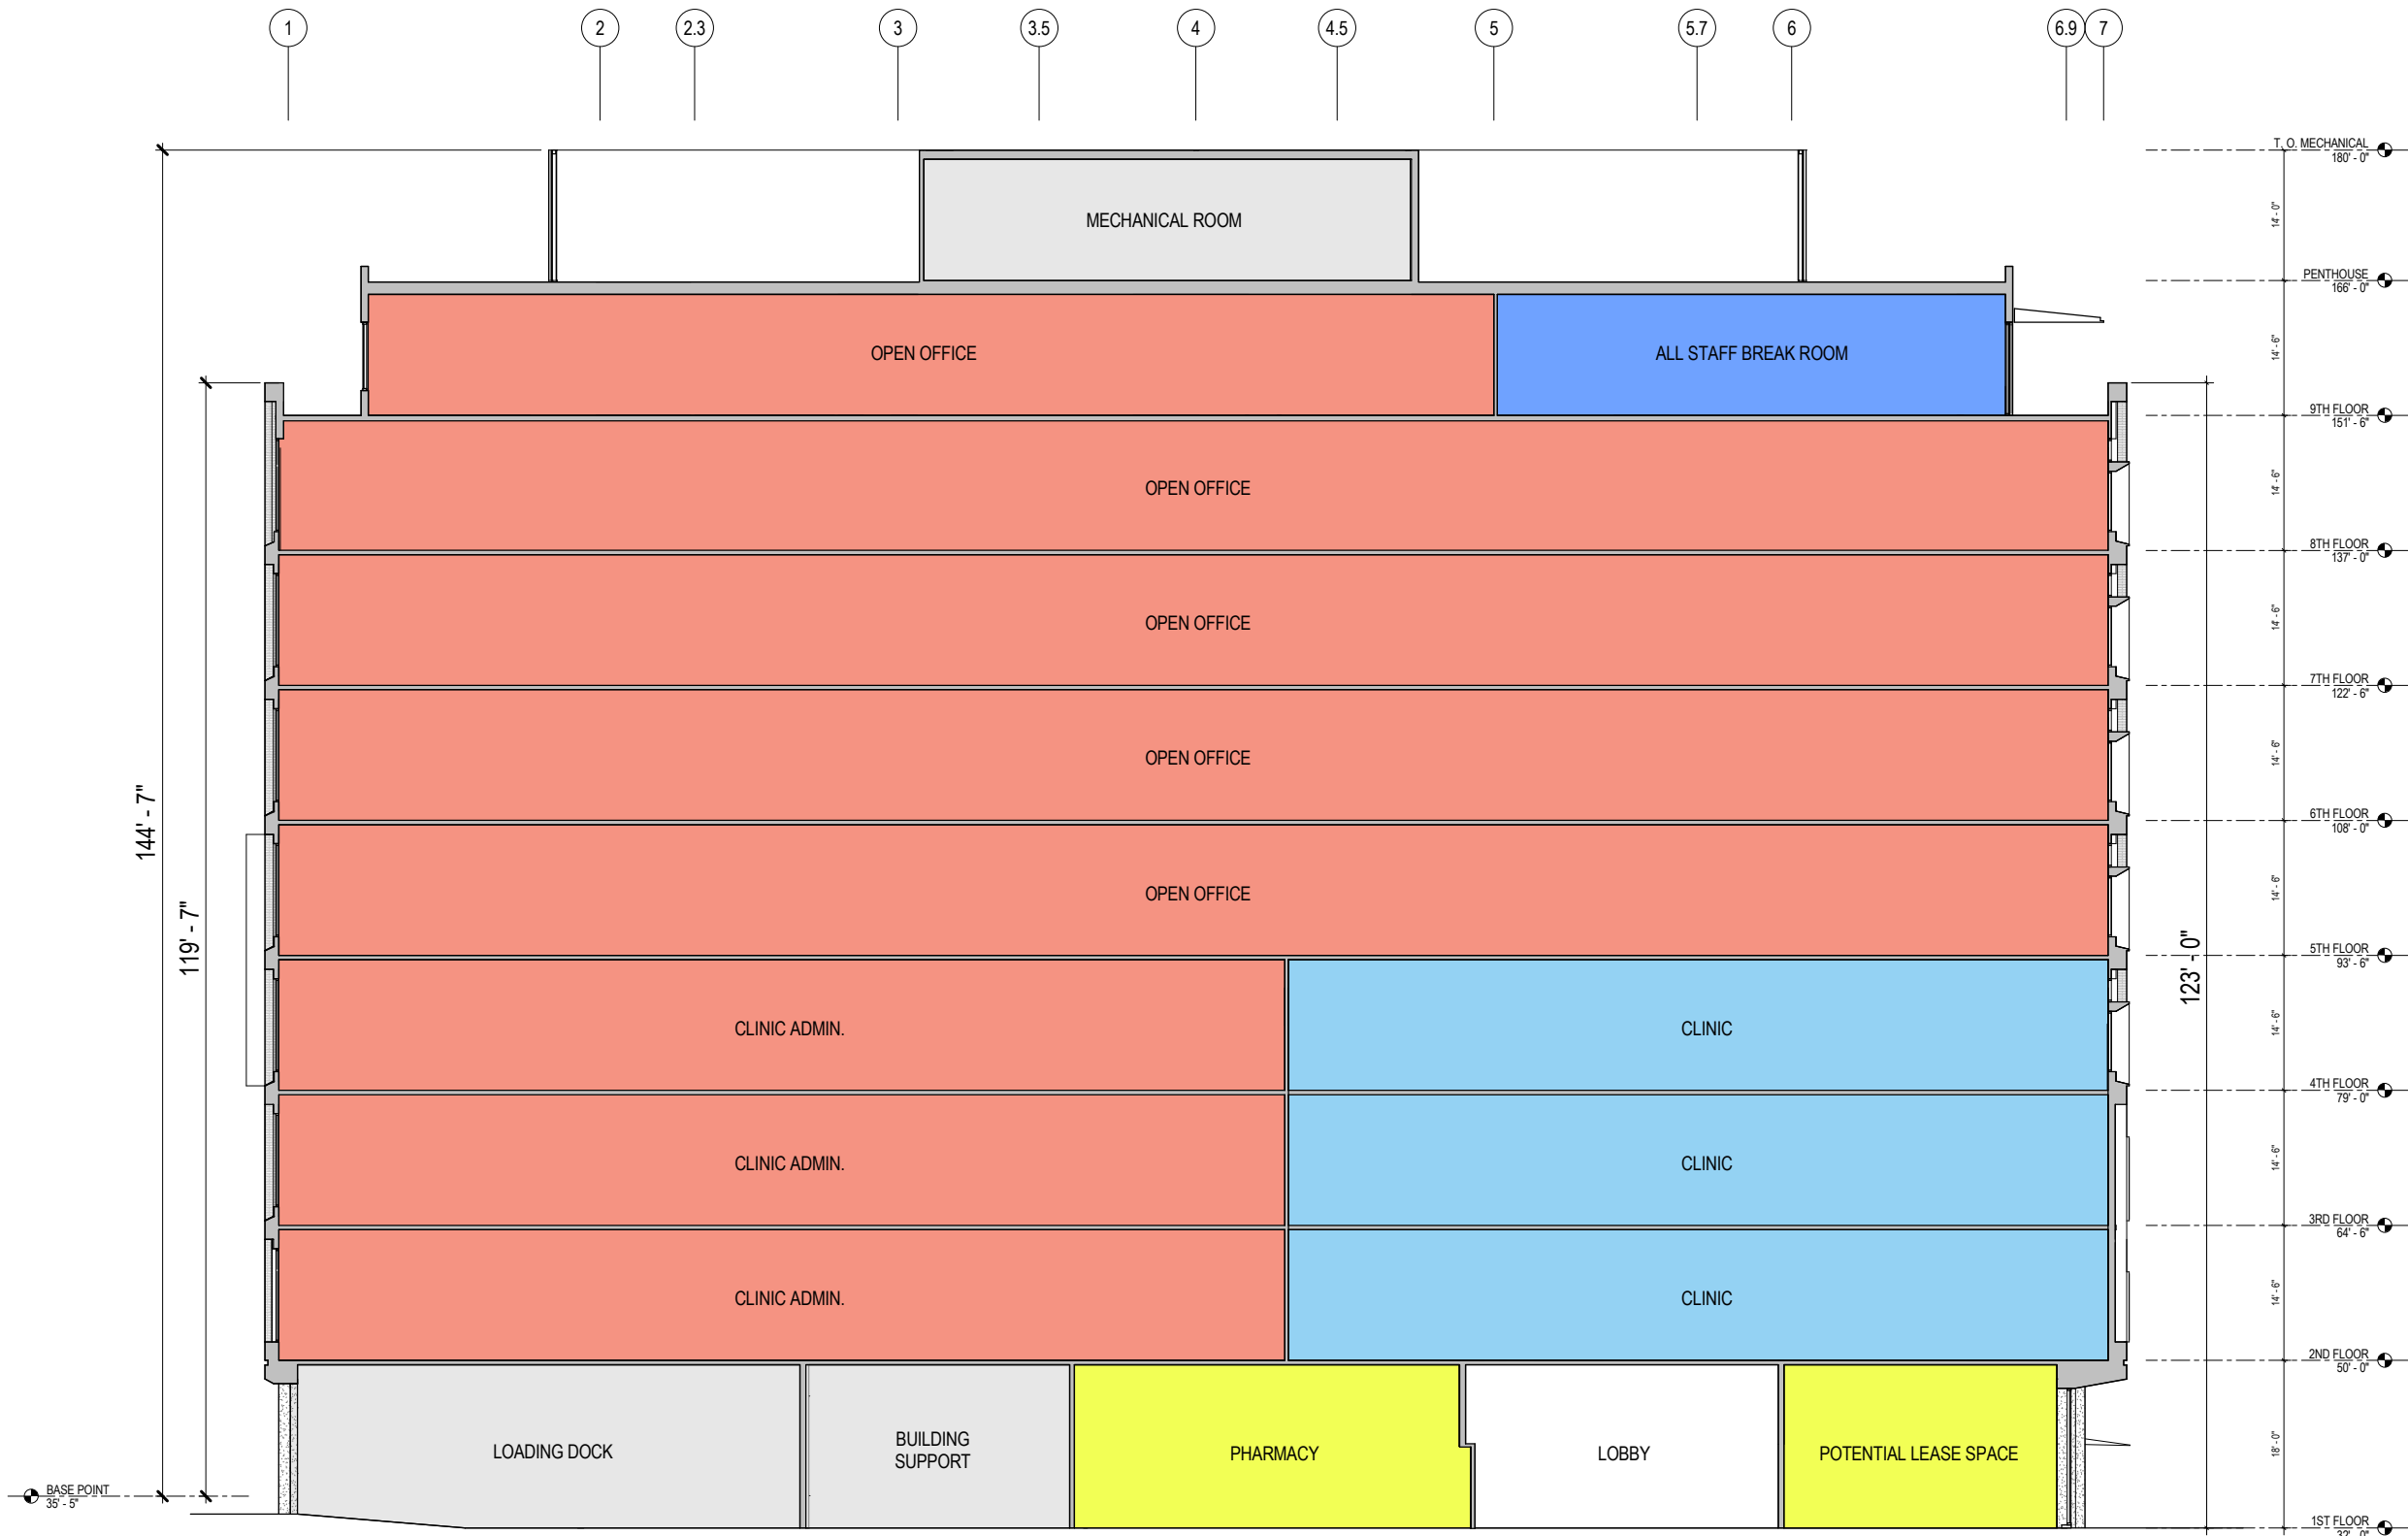 1 2 2.3 3 3.5 4 4.5 5 5.7 6 6.9 7
T. O. MECHANICAL
180' - 0"
14' - 0"
MECHANICAL ROOM
PENTHOUSE
166' - 0"
14' - 6"
OPEN OFFICE
ALL STAFF BREAK ROOM
9TH FLOOR
151' - 6"
14' - 6"
OPEN OFFICE
8TH FLOOR
137' - 0"
14' - 6"
OPEN OFFICE
7TH FLOOR
122' - 6"
14' - 6"
OPEN OFFICE
144' - 7"
6TH FLOOR
108' - 0"
14' - 6"
OPEN OFFICE
119' - 7"
123' - 0"
5TH FLOOR
93' - 6"
14' - 6"
CLINIC ADMIN.
CLINIC
4TH FLOOR
79' - 0"
14' - 6"
CLINIC ADMIN.
CLINIC
3RD FLOOR
64' - 6"
14' - 6"
CLINIC ADMIN.
CLINIC
2ND FLOOR
50' - 0"
18' - 0"
LOADING DOCK
BUILDING
SUPPORT
PHARMACY
LOBBY
POTENTIAL LEASE SPACE
BASE POINT
35' - 5"
1ST FLOOR
32' - 0"